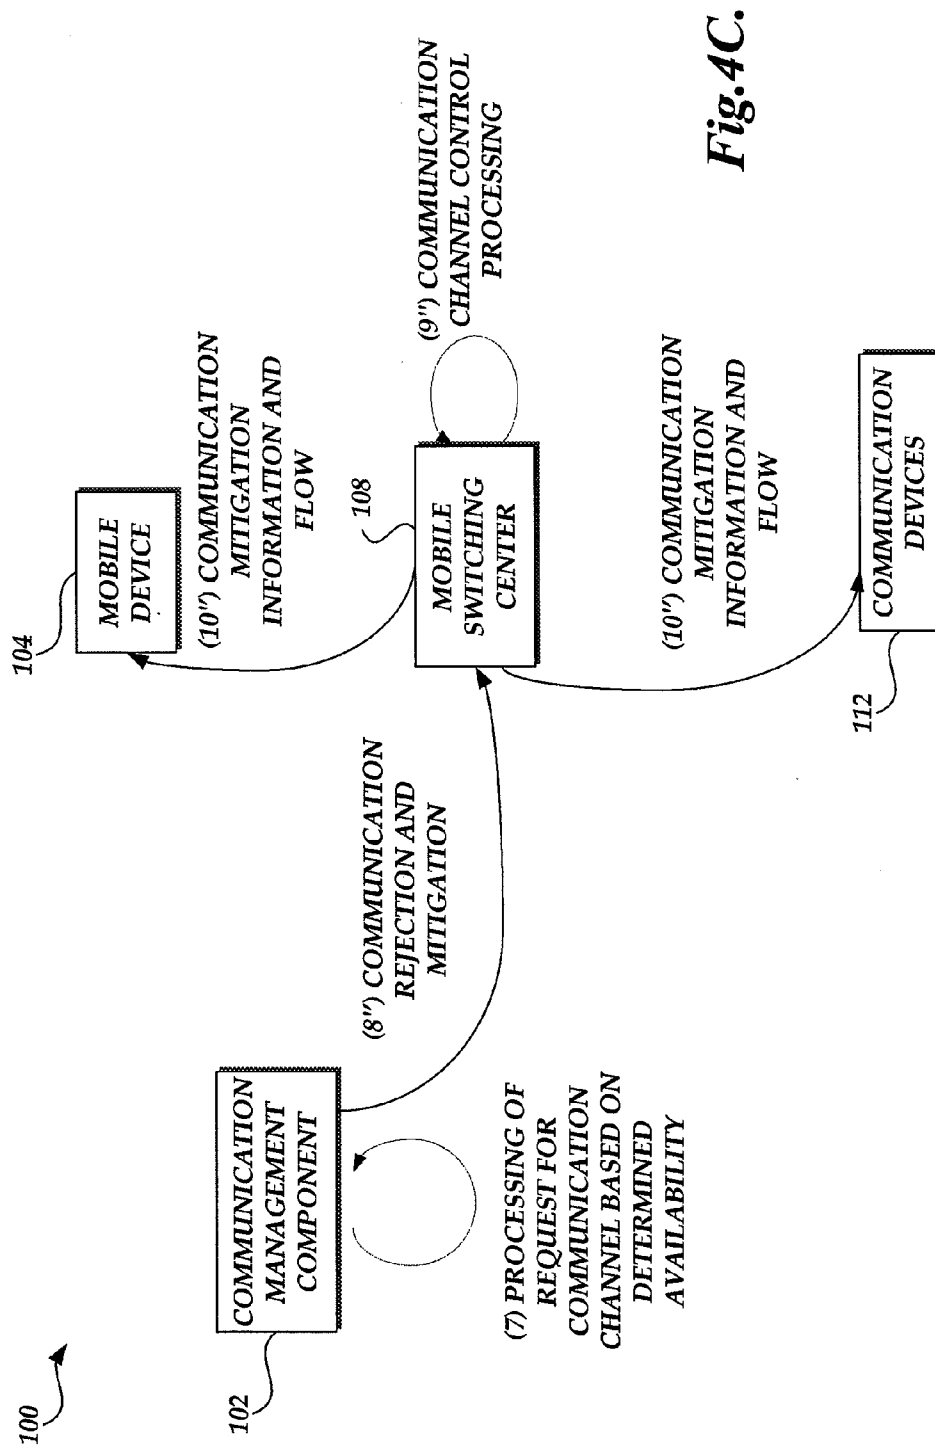 100
102
COMMUNICATION
MANAGEMENT
COMPONENT
(7) PROCESSING OF
REQUEST FOR
COMMUNICATION
CHANNEL BASED ON
DETERMINED
AVAILABILITY
(8") COMMUNICATION
REJECTION AND
MITIGATION
104
MOBILE
DEVICE
(10") COMMUNICATION
MITIGATION
INFORMATION AND
FLOW
108
MOBILE
SWITCHING
CENTER
(9") COMMUNICATION
CHANNEL CONTROL
PROCESSING
(10") COMMUNICATION
MITIGATION
INFORMATION AND
FLOW
112
COMMUNICATION
DEVICES
Fig.4C.